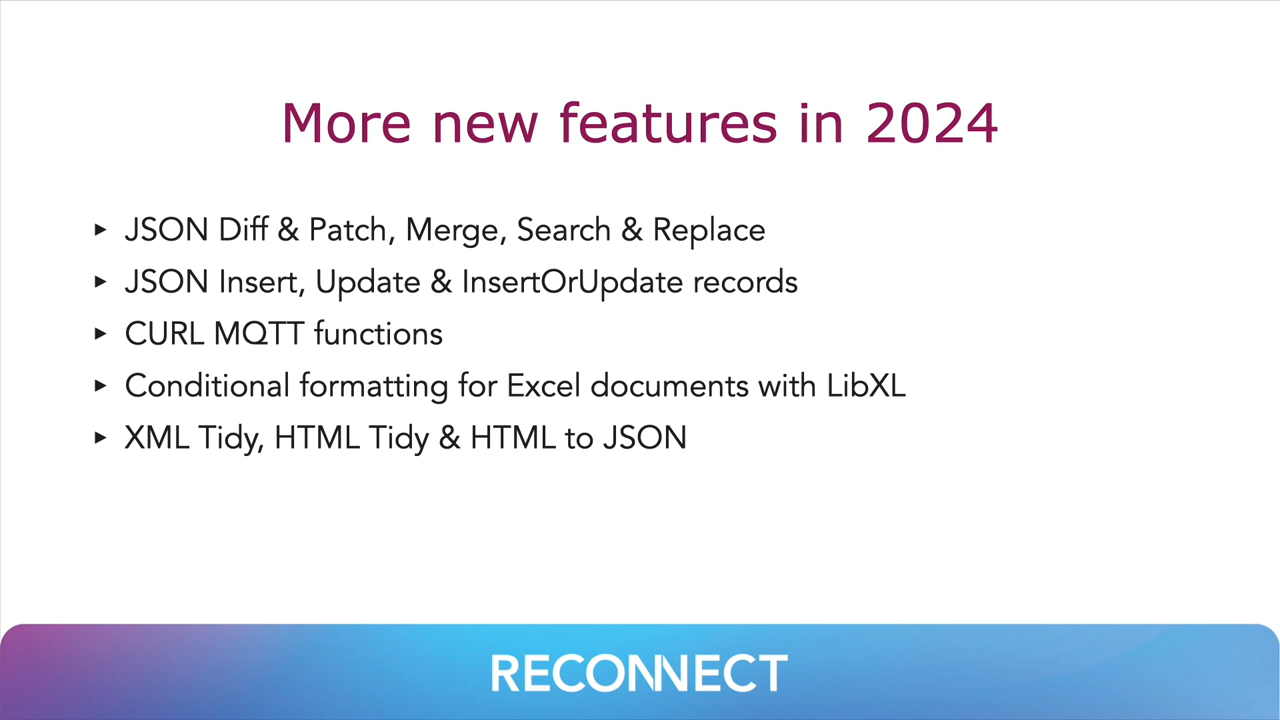 More new features in 2024
▸ JSON Diff & Patch, Merge, Search & Replace
▸ JSON Insert, Update & InsertOrUpdate records
▸ CURL MQTT functions
▸ Conditional formatting for Excel documents with LibXL
▸ XML Tidy, HTML Tidy & HTML to JSON
RECONNECT